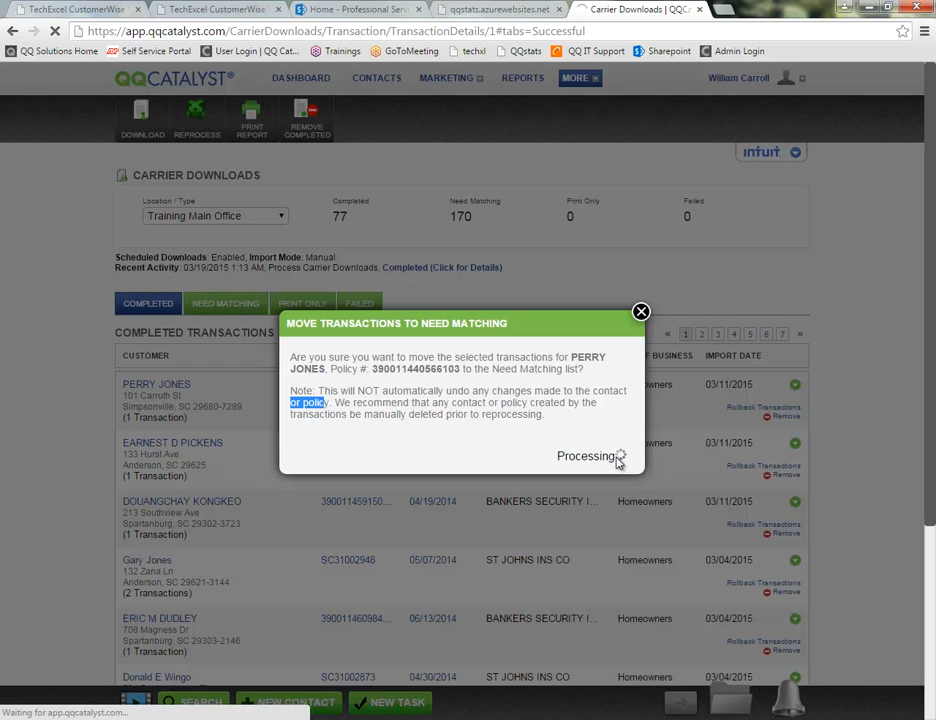 TechExcel CustomerWise
TechExcel CustomerWise
Home - Professional Serv
qqstats.azurewebsites.net
Carrier Downloads | QQC
https://app.qqcatalyst.com/CarrierDownloads/Transaction/TransactionDetails/1#tabs=Successful
QQ Solutions Home
Self Service Portal
User Login | QQ Cat...
Trainings
GoToMeeting
techxl
QQstats
QQ IT Support
Sharepoint
Admin Login
QQCATALYST®
DASHBOARD
CONTACTS
MARKETING
REPORTS
MORE
William Carroll
DOWNLOAD
REPROCESS
PRINT
REPORT
REMOVE
COMPLETED
intuit
CARRIER DOWNLOADS
Location / Type
Completed
Need Matching
Print Only
Failed
Training Main Office
77
170
0
0
Scheduled Downloads: Enabled, Import Mode: Manual
Recent Activity: 03/19/2015 1:13 AM, Process Carrier Downloads, Completed (Click for Details)
COMPLETED
NEED MATCHING
PRINT ONLY
FAILED
MOVE TRANSACTIONS TO NEED MATCHING
Are you sure you want to move the selected transactions for PERRY
JONES, Policy #: 390011440566103 to the Need Matching list?
Note: This will NOT automatically undo any changes made to the contact
or policy. We recommend that any contact or policy created by the
transactions be manually deleted prior to reprocessing.
Processing
COMPLETED TRANSACTIONS
« 1 2 3 4 5 6 7 »
CUSTOMER
F BUSINESS
IMPORT DATE
PERRY JONES
101 Carruth St
Simpsonville, SC 29680-7289
(1 Transaction)
03/11/2015
Rollback Transactions
Remove
EARNEST D PICKENS
213 Hurst Ave
Anderson, SC 29625
(1 Transaction)
03/11/2015
Rollback Transactions
Remove
DOUANGCHAY KONGKEO
213 Southview Ave
Spartanburg, SC 29302-3723
(1 Transaction)
390011459150...
04/19/2014
BANKERS SECURITY I...
Homeowners
03/11/2015
Rollback Transactions
Remove
Gary Jones
132 Zana Ln
Anderson, SC 29621-3144
(2 Transactions)
SC31002948
05/07/2014
ST JOHNS INS CO
Homeowners
03/04/2015
Rollback Transactions
Remove
ERIC M DUDLEY
708 Magness Dr
Spartanburg, SC 29303-2146
(1 Transaction)
390011460984...
06/13/2014
BANKERS SECURITY I...
Homeowners
03/04/2015
Rollback Transactions
Remove
Donald E Wingo
SC31002873
04/30/2014
ST JOHNS INS CO
Homeowners
03/04/2015
SEARCH
NEW CONTACT
NEW TASK
Waiting for app.qqcatalyst.com...